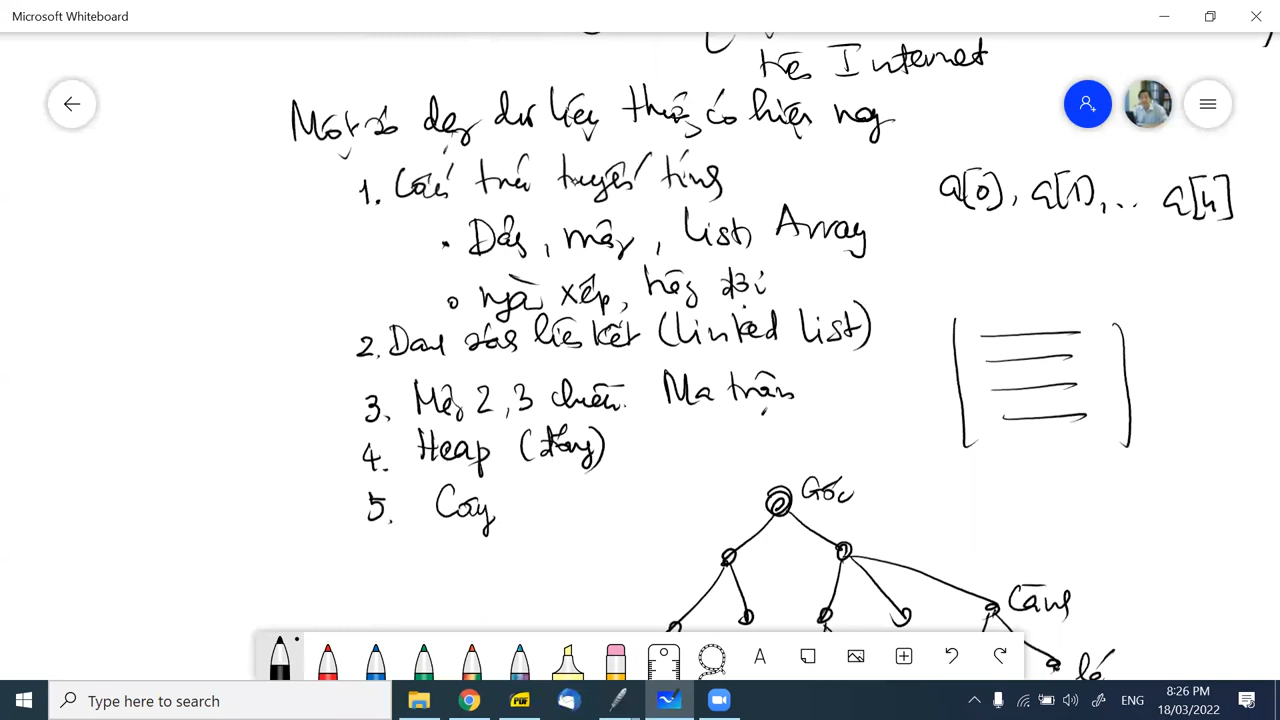 Microsoft Whiteboard
trên Internet
Một số dạng dữ liệu thường có hiện nay
1. Cấu trúc tuyến tính
a[0], a[1], ... a[n]
• Dãy, mảng, list, Array
• ngăn xếp, hàng đợi
2. Danh sách liên kết (linked list)
3. Mảng 2, 3 chiều. Ma trận
4. Heap (đống)
5. Cây
Gốc
Cành
lá
A
Type here to search
PDF
ENG
8:26 PM
18/03/2022